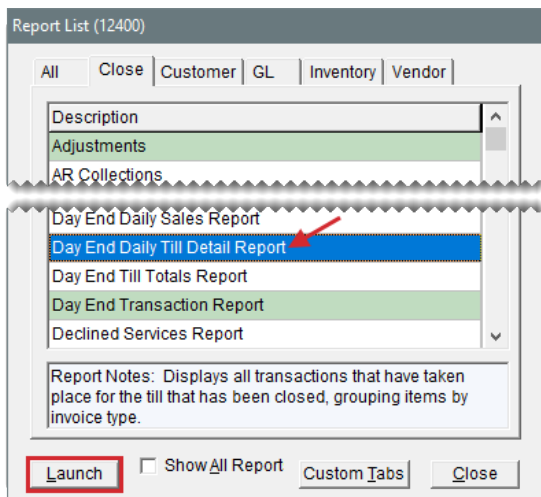 Report List (12400)
All Close Customer GL Inventory Vendor
Description
Adjustments
AR Collections
Day End Daily Sales Report
Day End Daily Till Detail Report
Day End Till Totals Report
Day End Transaction Report
Declined Services Report
Report Notes: Displays all transactions that have taken
place for the till that has been closed, grouping items by
invoice type.
Launch Show All Report Custom Tabs Close